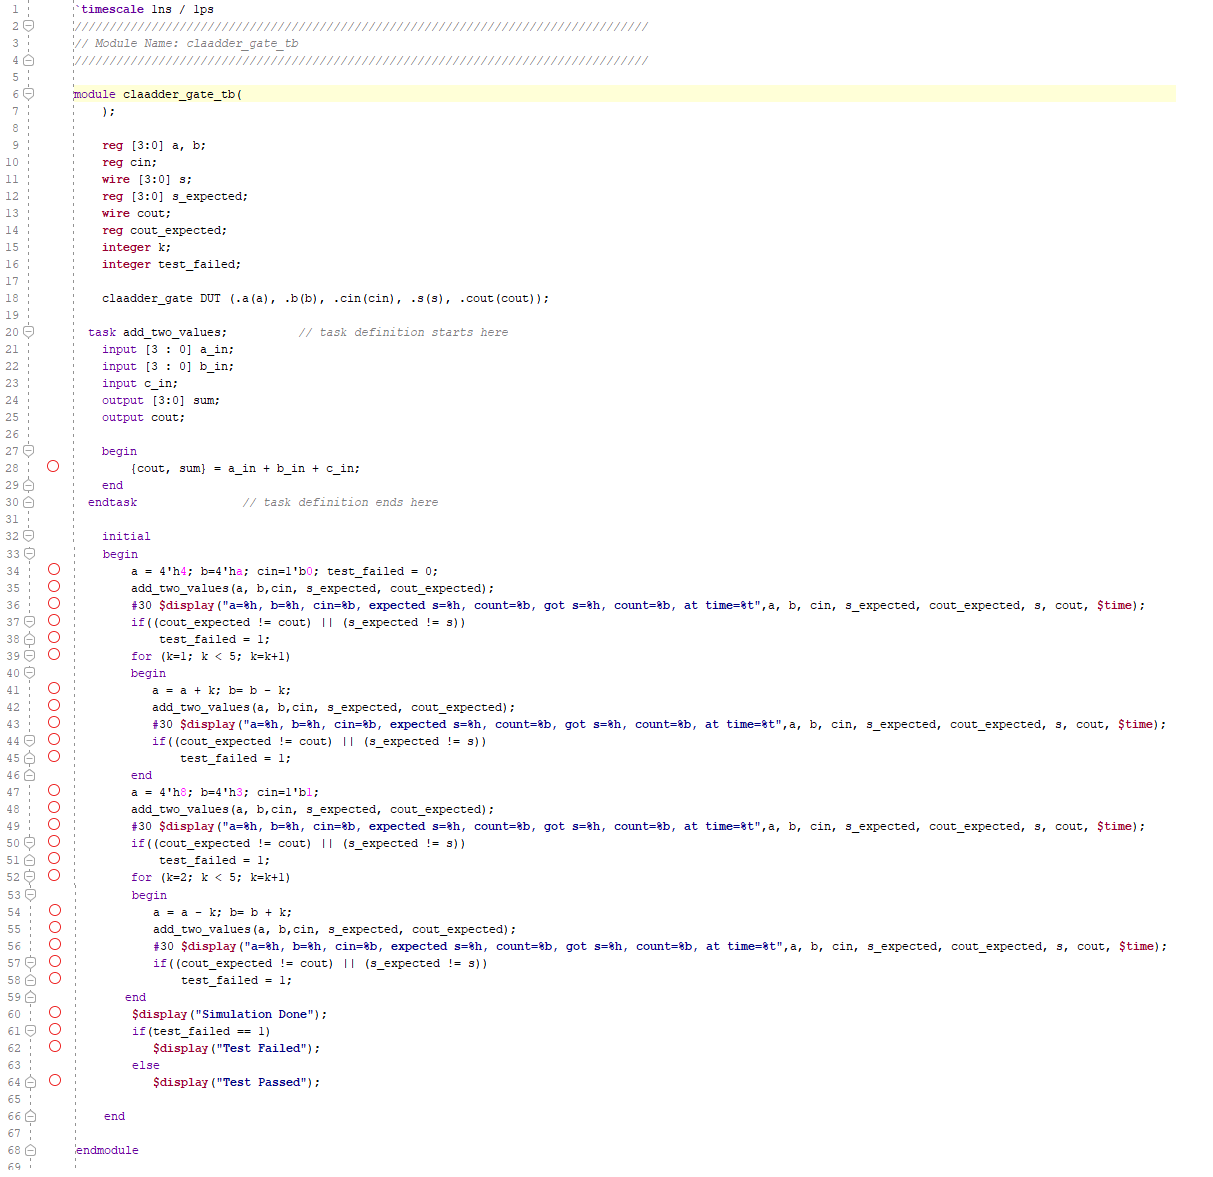 1 `timescale 1ns / 1ps
2 /////////////////////////////////////////////////////////////////////////////////
3 // Module Name: claadder_gate_tb
4 /////////////////////////////////////////////////////////////////////////////////
5
6 module claadder_gate_tb(
7 );
8
9 reg [3:0] a, b;
10 reg cin;
11 wire [3:0] s;
12 reg [3:0] s_expected;
13 wire cout;
14 reg cout_expected;
15 integer k;
16 integer test_failed;
17
18 claadder_gate DUT (.a(a), .b(b), .cin(cin), .s(s), .cout(cout));
19
20 task add_two_values; // task definition starts here
21 input [3 : 0] a_in;
22 input [3 : 0] b_in;
23 input c_in;
24 output [3:0] sum;
25 output cout;
26
27 begin
28 {cout, sum} = a_in + b_in + c_in;
29 end
30 endtask // task definition ends here
31
32 initial
33 begin
34 a = 4'h4; b=4'ha; cin=1'b0; test_failed = 0;
35 add_two_values(a, b,cin, s_expected, cout_expected);
36 #30 $display("a=%h, b=%h, cin=%b, expected s=%h, count=%b, got s=%h, count=%b, at time=%t",a, b, cin, s_expected, cout_expected, s, cout, $time);
37 if((cout_expected != cout) || (s_expected != s))
38 test_failed = 1;
39 for (k=1; k < 5; k=k+1)
40 begin
41 a = a + k; b= b - k;
42 add_two_values(a, b,cin, s_expected, cout_expected);
43 #30 $display("a=%h, b=%h, cin=%b, expected s=%h, count=%b, got s=%h, count=%b, at time=%t",a, b, cin, s_expected, cout_expected, s, cout, $time);
44 if((cout_expected != cout) || (s_expected != s))
45 test_failed = 1;
46 end
47 a = 4'h8; b=4'h3; cin=1'b1;
48 add_two_values(a, b,cin, s_expected, cout_expected);
49 #30 $display("a=%h, b=%h, cin=%b, expected s=%h, count=%b, got s=%h, count=%b, at time=%t",a, b, cin, s_expected, cout_expected, s, cout, $time);
50 if((cout_expected != cout) || (s_expected != s))
51 test_failed = 1;
52 for (k=2; k < 5; k=k+1)
53 begin
54 a = a - k; b= b + k;
55 add_two_values(a, b,cin, s_expected, cout_expected);
56 #30 $display("a=%h, b=%h, cin=%b, expected s=%h, count=%b, got s=%h, count=%b, at time=%t",a, b, cin, s_expected, cout_expected, s, cout, $time);
57 if((cout_expected != cout) || (s_expected != s))
58 test_failed = 1;
59 end
60 $display("Simulation Done");
61 if(test_failed == 1)
62 $display("Test Failed");
63 else
64 $display("Test Passed");
65
66 end
67
68 endmodule
69